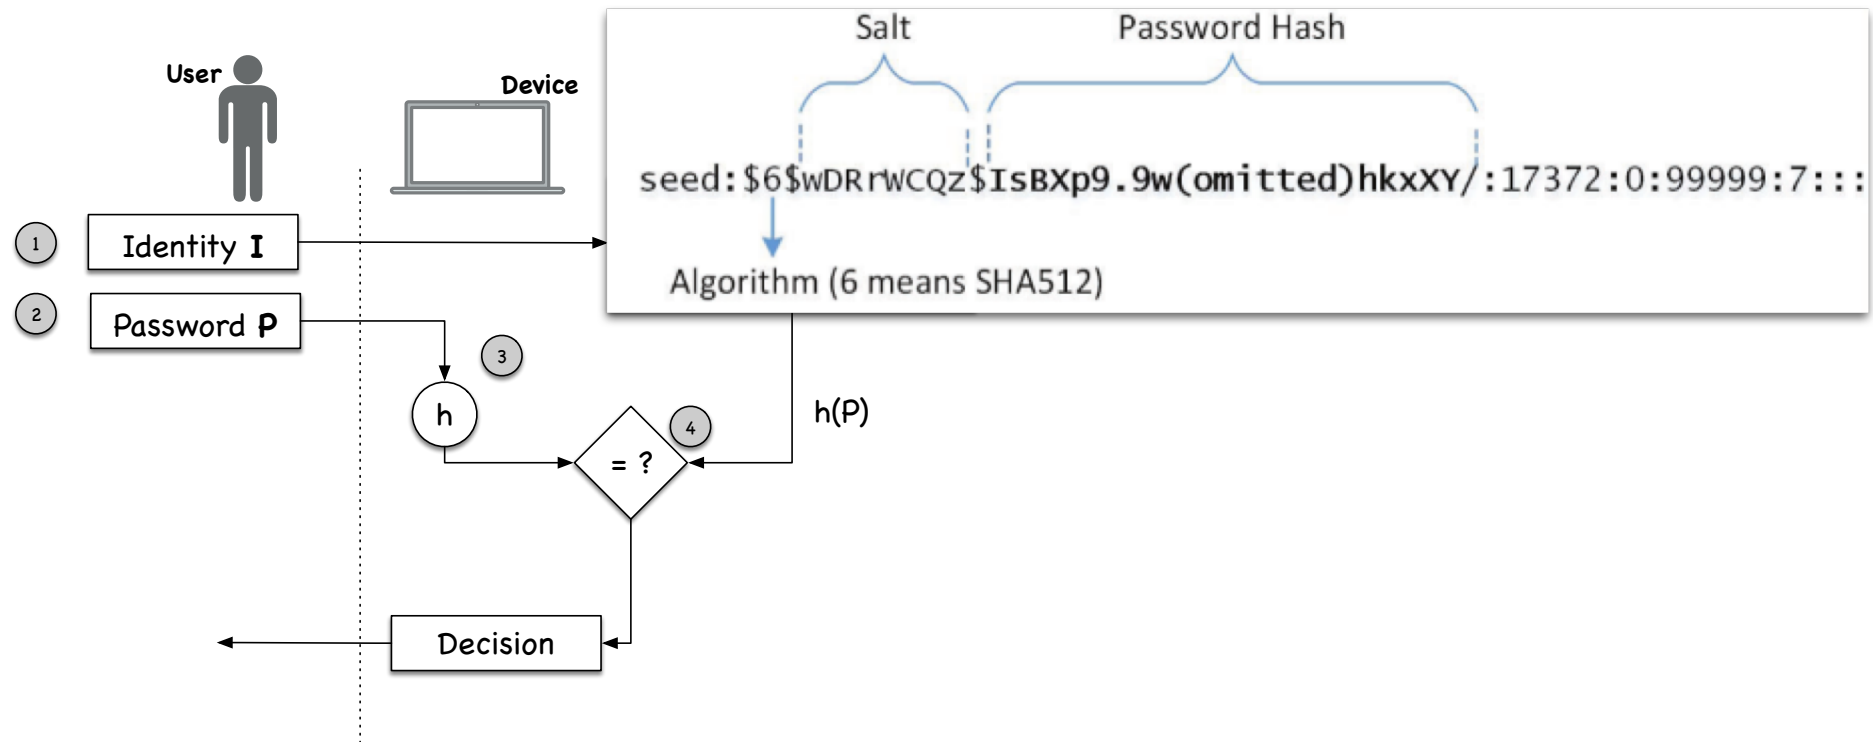 Salt
Password Hash
User
Device
seed:$6$wDRrWCQz$IsBXp9.9w(omitted)hkxXY/:17372:0:99999:7:::
1
Identity I
Algorithm (6 means SHA512)
2
Password P
3
h
4
h(P)
= ?
Decision